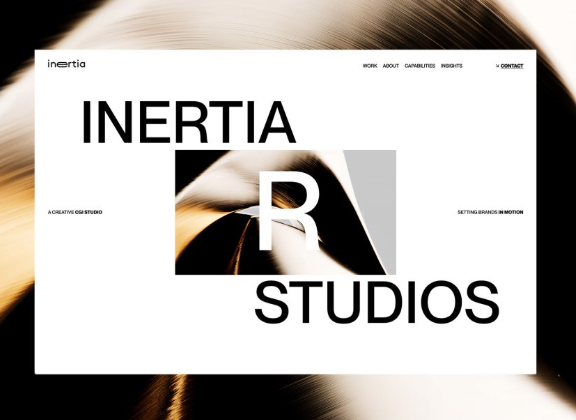 inertia
WORK ABOUT CAPABILITIES INSIGHTS CONTACT
INERTIA
R
A CREATIVE CGI STUDIO
SETTING BRANDS IN MOTION
STUDIOS